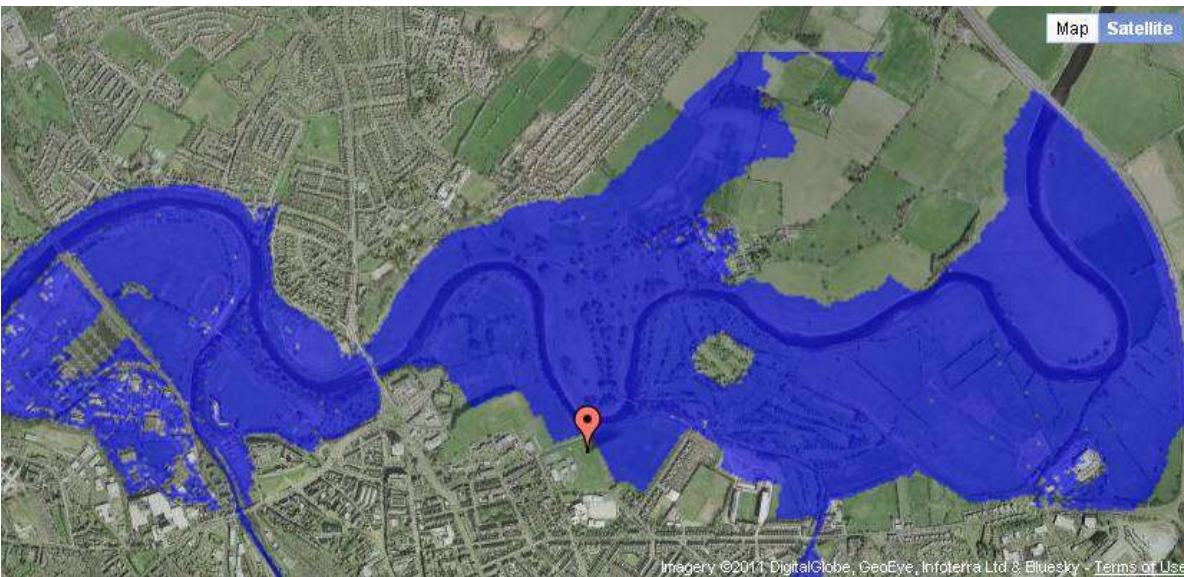 Map Satellite
Imagery ©2011 DigitalGlobe, GeoEye, Infoterra Ltd & Bluesky - Terms of Use